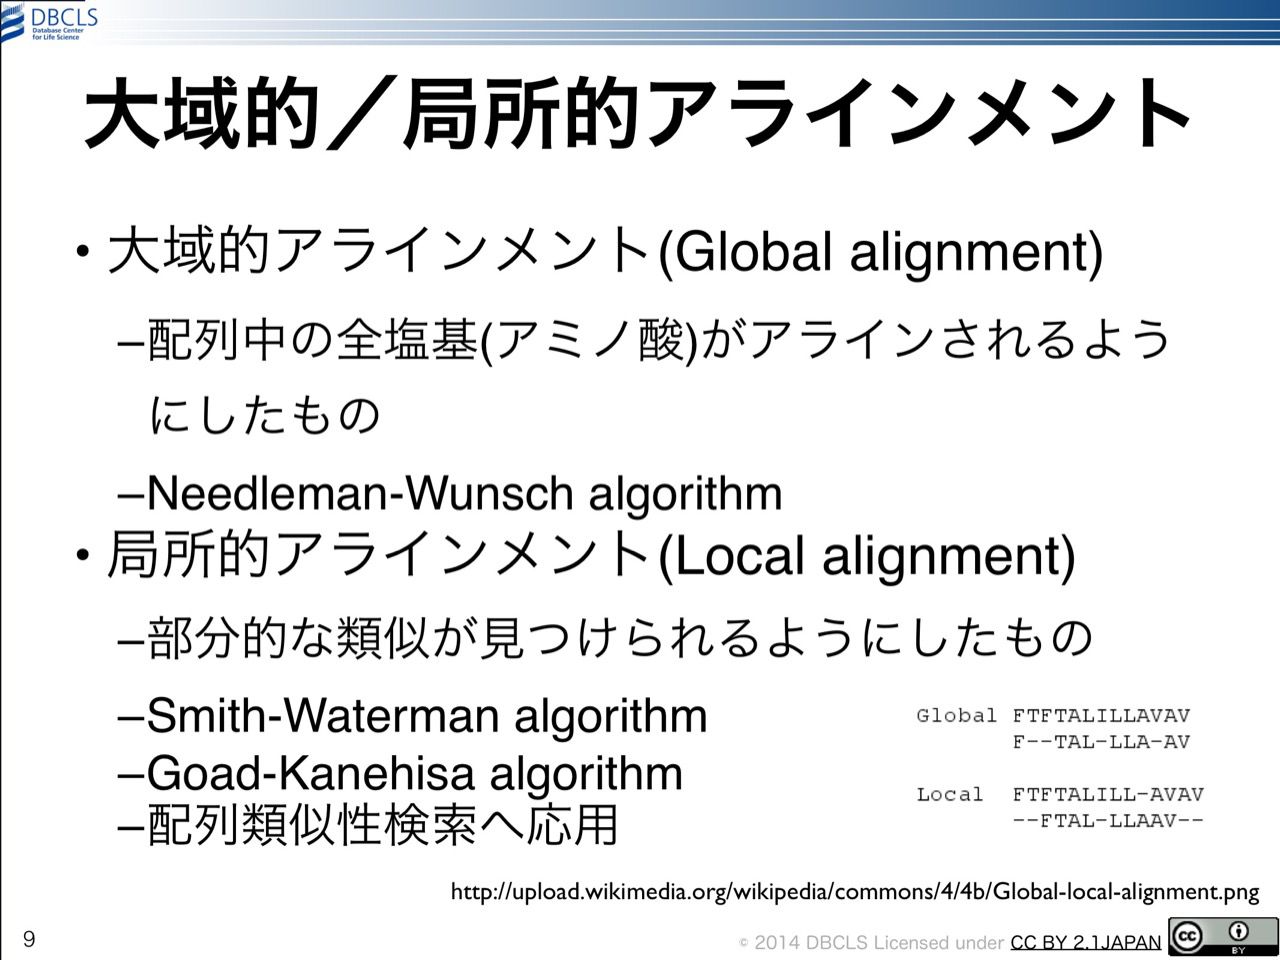 DBCLS
Database Center
for Life Science
大域的／局所的アラインメント
• 大域的アラインメント(Global alignment)
–配列中の全塩基(アミノ酸)がアラインされるよう
にしたもの
–Needleman-Wunsch algorithm
• 局所的アラインメント(Local alignment)
–部分的な類似が見つけられるようにしたもの
–Smith-Waterman algorithm
–Goad-Kanehisa algorithm
–配列類似性検索へ応用
Global FTFTALILLAVAV
F--TAL-LLA-AV
Local FTFTALILL-AVAV
--FTAL-LLAAV--
http://upload.wikimedia.org/wikipedia/commons/4/4b/Global-local-alignment.png
9
© 2014 DBCLS Licensed under CC BY 2.1JAPAN
cc
BY